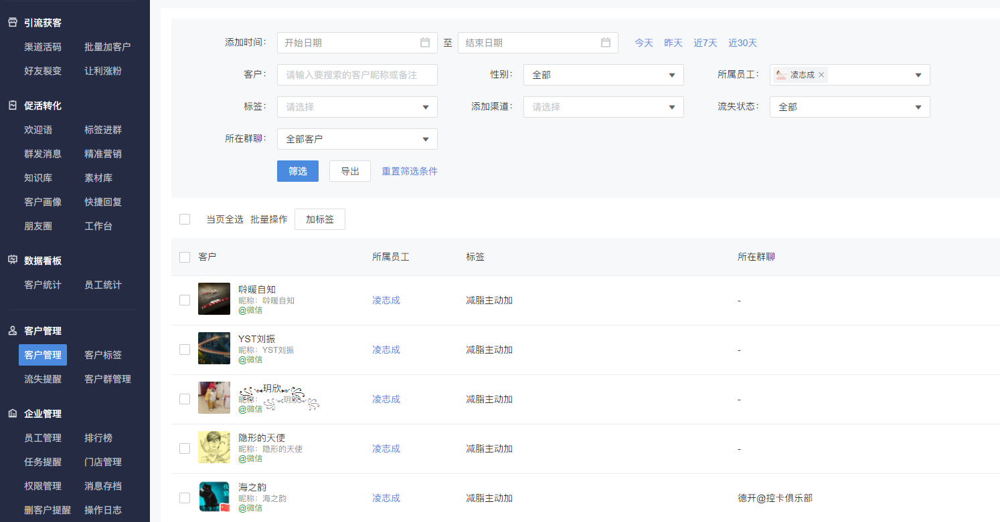 引流获客
渠道活码 批量加客户
好友裂变 让利涨粉
促活转化
欢迎语 标签进群
群发消息 精准营销
知识库 素材库
客户画像 快捷回复
朋友圈 工作台
数据看板
客户统计 员工统计
客户管理
客户管理 客户标签
流失提醒 客户群管理
企业管理
员工管理 排行榜
任务提醒 门店管理
权限管理 消息存档
删客户提醒 操作日志
添加时间： 开始日期 至 结束日期 今天 昨天 近7天 近30天
客户： 请输入要搜索的客户昵称或备注 性别： 全部 所属员工： 凌志成 ×
标签： 请选择 添加渠道： 请选择 流失状态： 全部
所在群聊： 全部客户
筛选 导出 重置筛选条件
当页全选 批量操作 加标签
客户 所属员工 标签 所在群聊
呤暖自知
昵称：呤暖自知
@微信
凌志成 减脂主动加 -
YST刘振
昵称：YST刘振
@微信
凌志成 减脂主动加 -
玥欣
昵称：玥欣
@微信
凌志成 减脂主动加 -
隐形的天使
昵称：隐形的天使
@微信
凌志成 减脂主动加 -
海之韵
昵称：海之韵
@微信
凌志成 减脂主动加 德开@控卡俱乐部